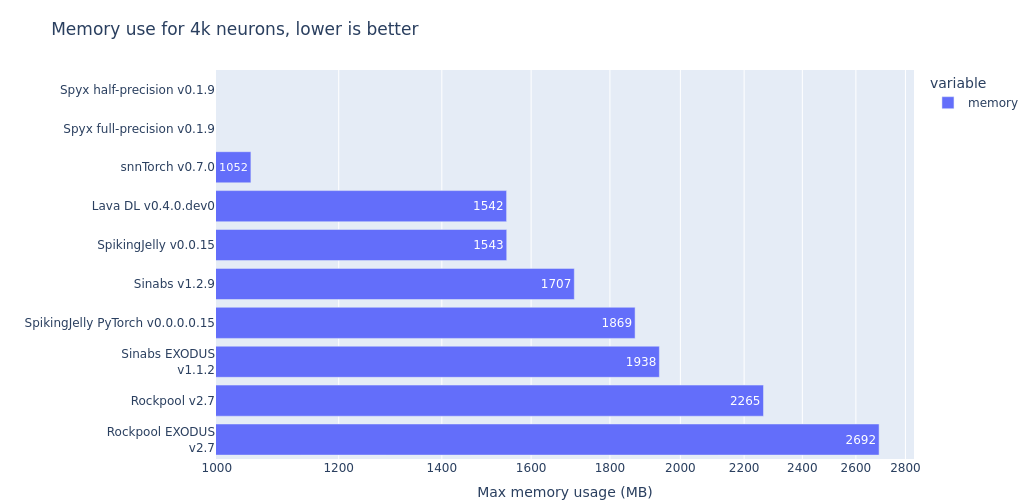 Memory use for 4k neurons, lower is better
variable
memory
Spyx half-precision v0.1.9
Spyx full-precision v0.1.9
snnTorch v0.7.0
1052
Lava DL v0.4.0.dev0
1542
SpikingJelly v0.0.15
1543
Sinabs v1.2.9
1707
SpikingJelly PyTorch v0.0.0.0.15
1869
Sinabs EXODUS
v1.1.2
1938
Rockpool v2.7
2265
Rockpool EXODUS
v2.7
2692
1000 1200 1400 1600 1800 2000 2200 2400 2600 2800
Max memory usage (MB)